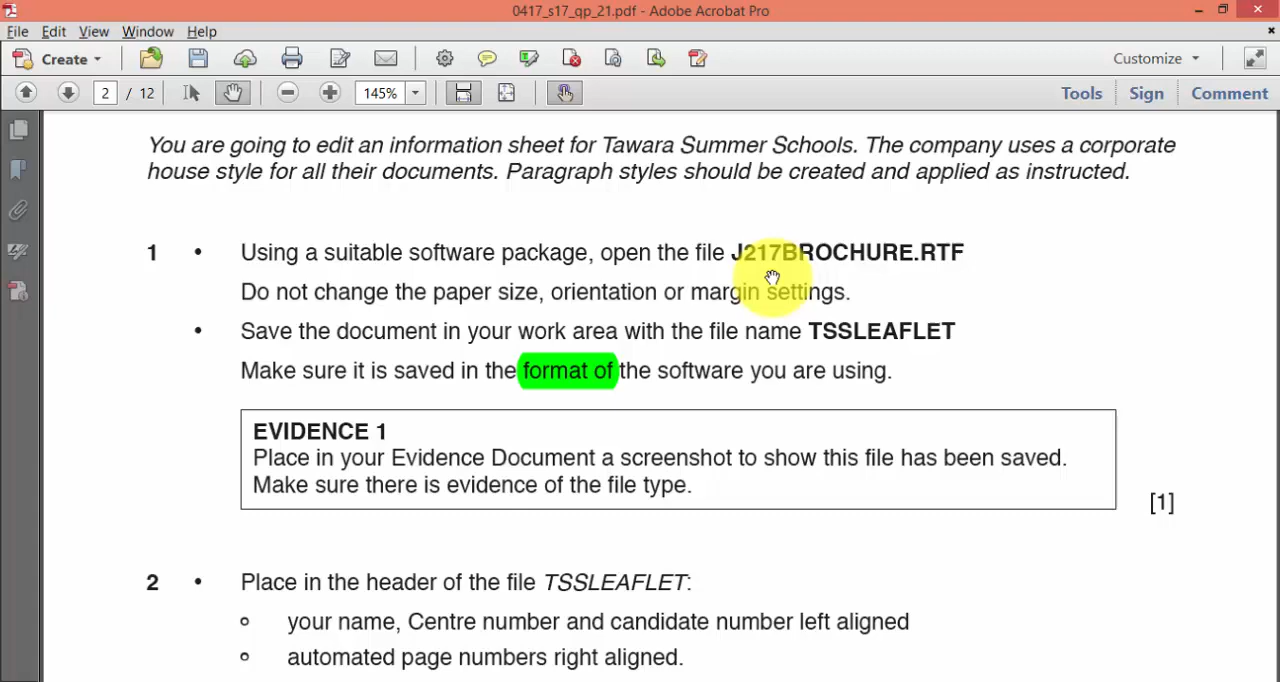 0417_s17_qp_21.pdf - Adobe Acrobat Pro
File Edit View Window Help
Create Customize
2 / 12 145% Tools Sign Comment
You are going to edit an information sheet for Tawara Summer Schools. The company uses a corporate
house style for all their documents. Paragraph styles should be created and applied as instructed.
1 • Using a suitable software package, open the file J217BROCHURE.RTF
Do not change the paper size, orientation or margin settings.
• Save the document in your work area with the file name TSSLEAFLET
Make sure it is saved in the format of the software you are using.
EVIDENCE 1
Place in your Evidence Document a screenshot to show this file has been saved.
Make sure there is evidence of the file type.
[1]
2 • Place in the header of the file TSSLEAFLET:
o your name, Centre number and candidate number left aligned
o automated page numbers right aligned.